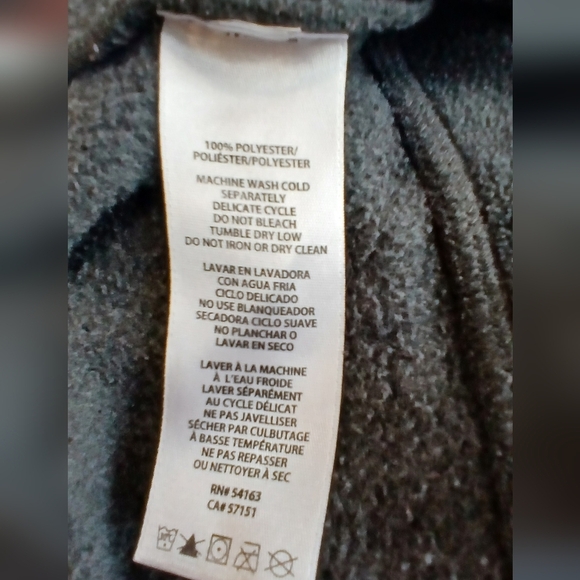 100% POLYESTER/
POLIÉSTER/POLYESTER
MACHINE WASH COLD
SEPARATELY
DELICATE CYCLE
DO NOT BLEACH
TUMBLE DRY LOW
DO NOT IRON OR DRY CLEAN
LAVAR EN LAVADORA
CON AGUA FRIA
CICLO DELICADO
NO USE BLANQUEADOR
SECADORA CICLO SUAVE
NO PLANCHAR O
LAVAR EN SECO
LAVER À LA MACHINE
À L'EAU FROIDE
LAVER SÉPARÉMENT
AU CYCLE DÉLICAT
NE PAS JAVELLISER
SÉCHER PAR CULBUTAGE
À BASSE TEMPÉRATURE
NE PAS REPASSER
OU NETTOYER À SEC
RN# 54163
CA# 57151